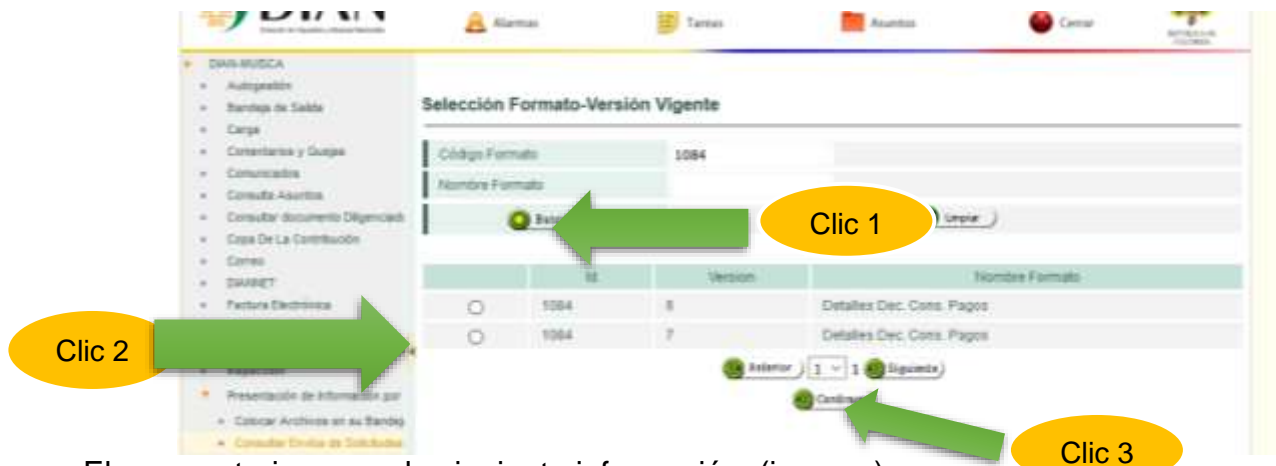 DIAN
Alarmas
Tareas
Asuntos
Cerrar
DIAN-MUISCA
Autogestión
Bandeja de Salida
Carga
Comentarios y Quejas
Comunicados
Consulta Asuntos
Consultar documento Diligenciado
Copa De La Contribución
Correo
DIANNET
Factura Electrónica
Inspección
Presentación de Información por
Colocar Archivos en su Bandej
Consultar Envíos de Solicitudes
Selección Formato-Versión Vigente
Código Formato 1084
Nombre Formato
Limpiar
Clic 1
Id Version Nombre Formato
1084 8 Detalles Dec. Cons. Pagos
1084 7 Detalles Dec. Cons. Pagos
Anterior 1 1 Siguiente
Clic 2
Clic 3